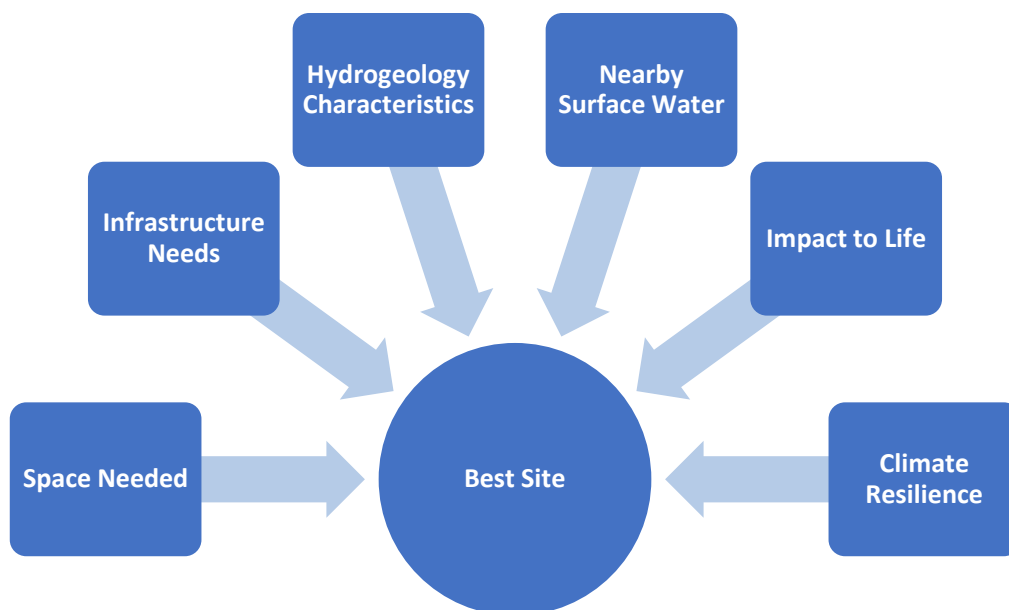 Hydrogeology
Characteristics
Nearby
Surface Water
Infrastructure
Needs
Impact to Life
Space Needed
Best Site
Climate
Resilience